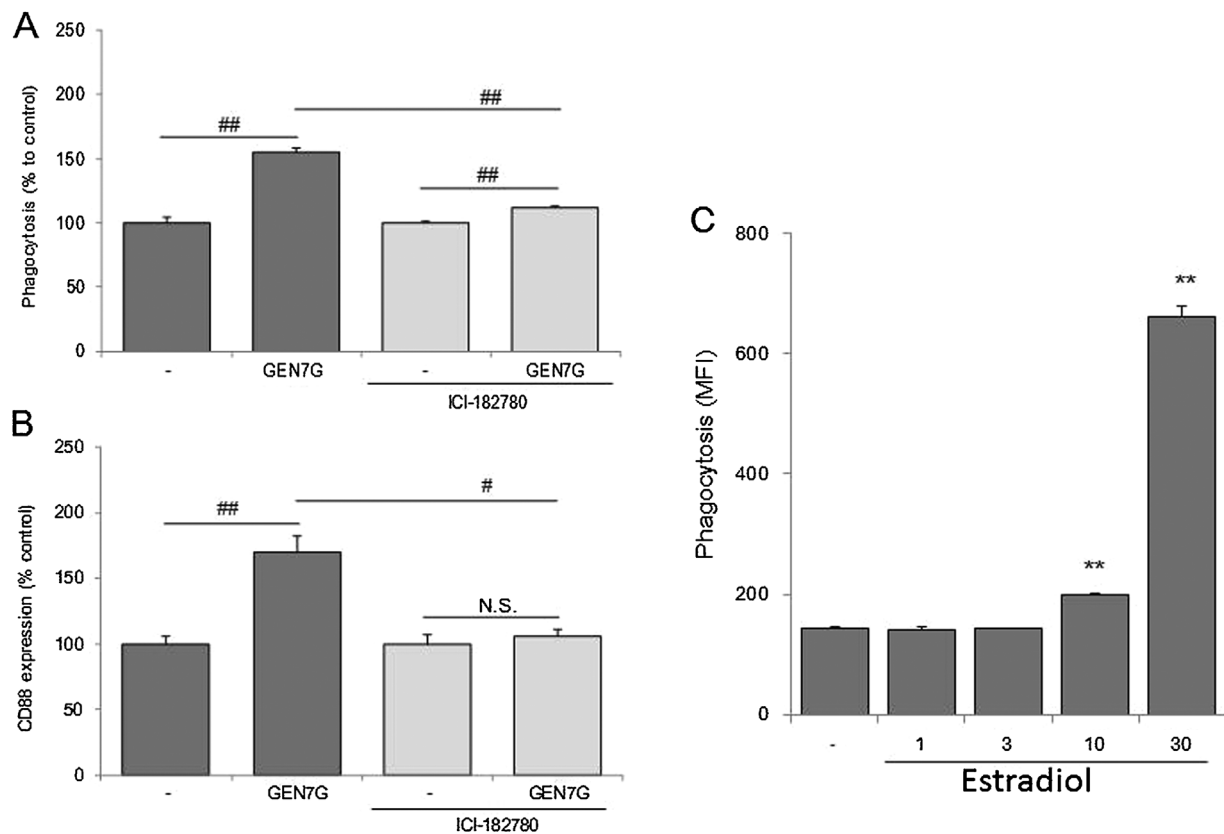 A
Phagocytosis (% to control)
250
200
150
100
50
0
##
##
##
- GEN7G - GEN7G
ICI-182780
B
CD88 expression (% control)
250
200
150
100
50
0
##
#
N.S.
- GEN7G - GEN7G
ICI-182780
C
Phagocytosis (MFI)
800
600
400
200
0
**
**
- 1 3 10 30
Estradiol